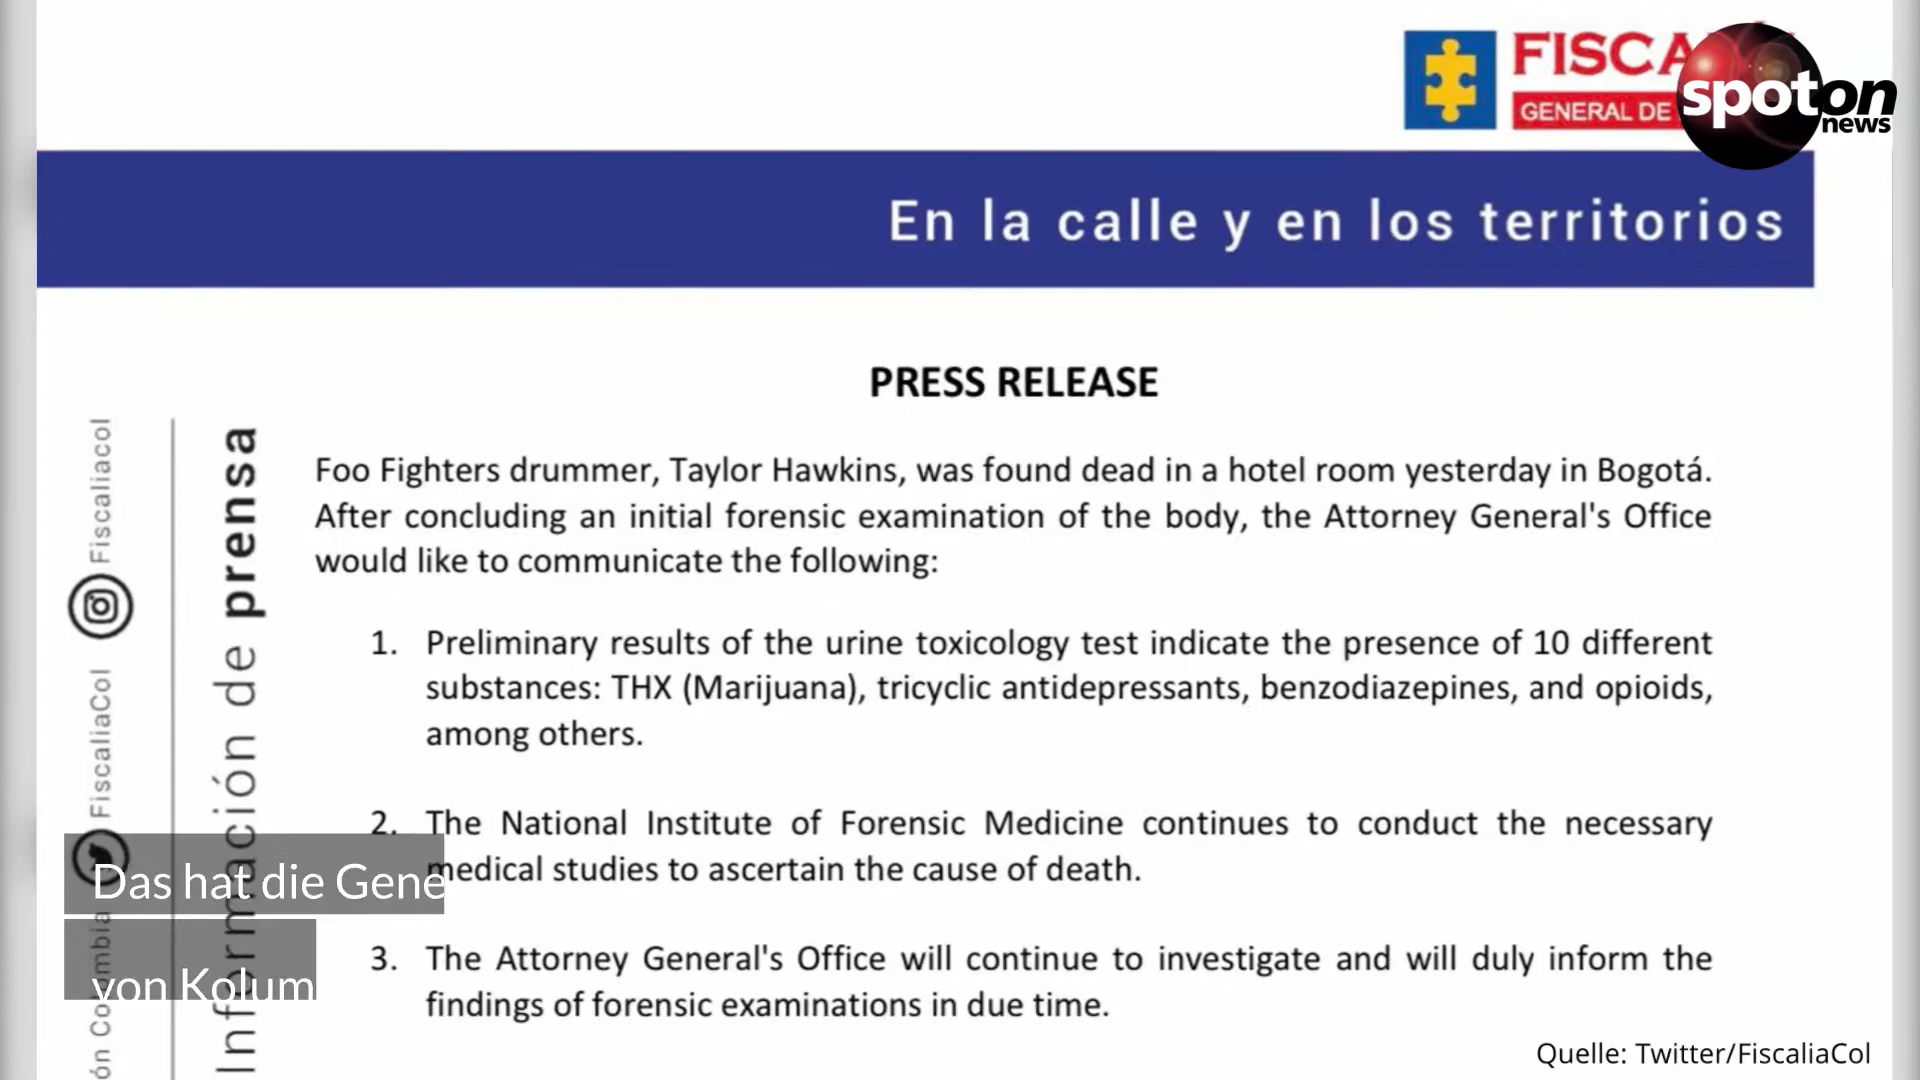 FISCA
GENERAL DE
spoton
news
En la calle y en los territorios
PRESS RELEASE
Foo Fighters drummer, Taylor Hawkins, was found dead in a hotel room yesterday in Bogotá.
After concluding an initial forensic examination of the body, the Attorney General's Office
would like to communicate the following:
1. Preliminary results of the urine toxicology test indicate the presence of 10 different
substances: THX (Marijuana), tricyclic antidepressants, benzodiazepines, and opioids,
among others.
2. The National Institute of Forensic Medicine continues to conduct the necessary
medical studies to ascertain the cause of death.
3. The Attorney General's Office will continue to investigate and will duly inform the
findings of forensic examinations in due time.
Fiscaliacol
FiscaliaCol
Información de prensa
Das hat die Gene
von Kolum
Quelle: Twitter/FiscaliaCol